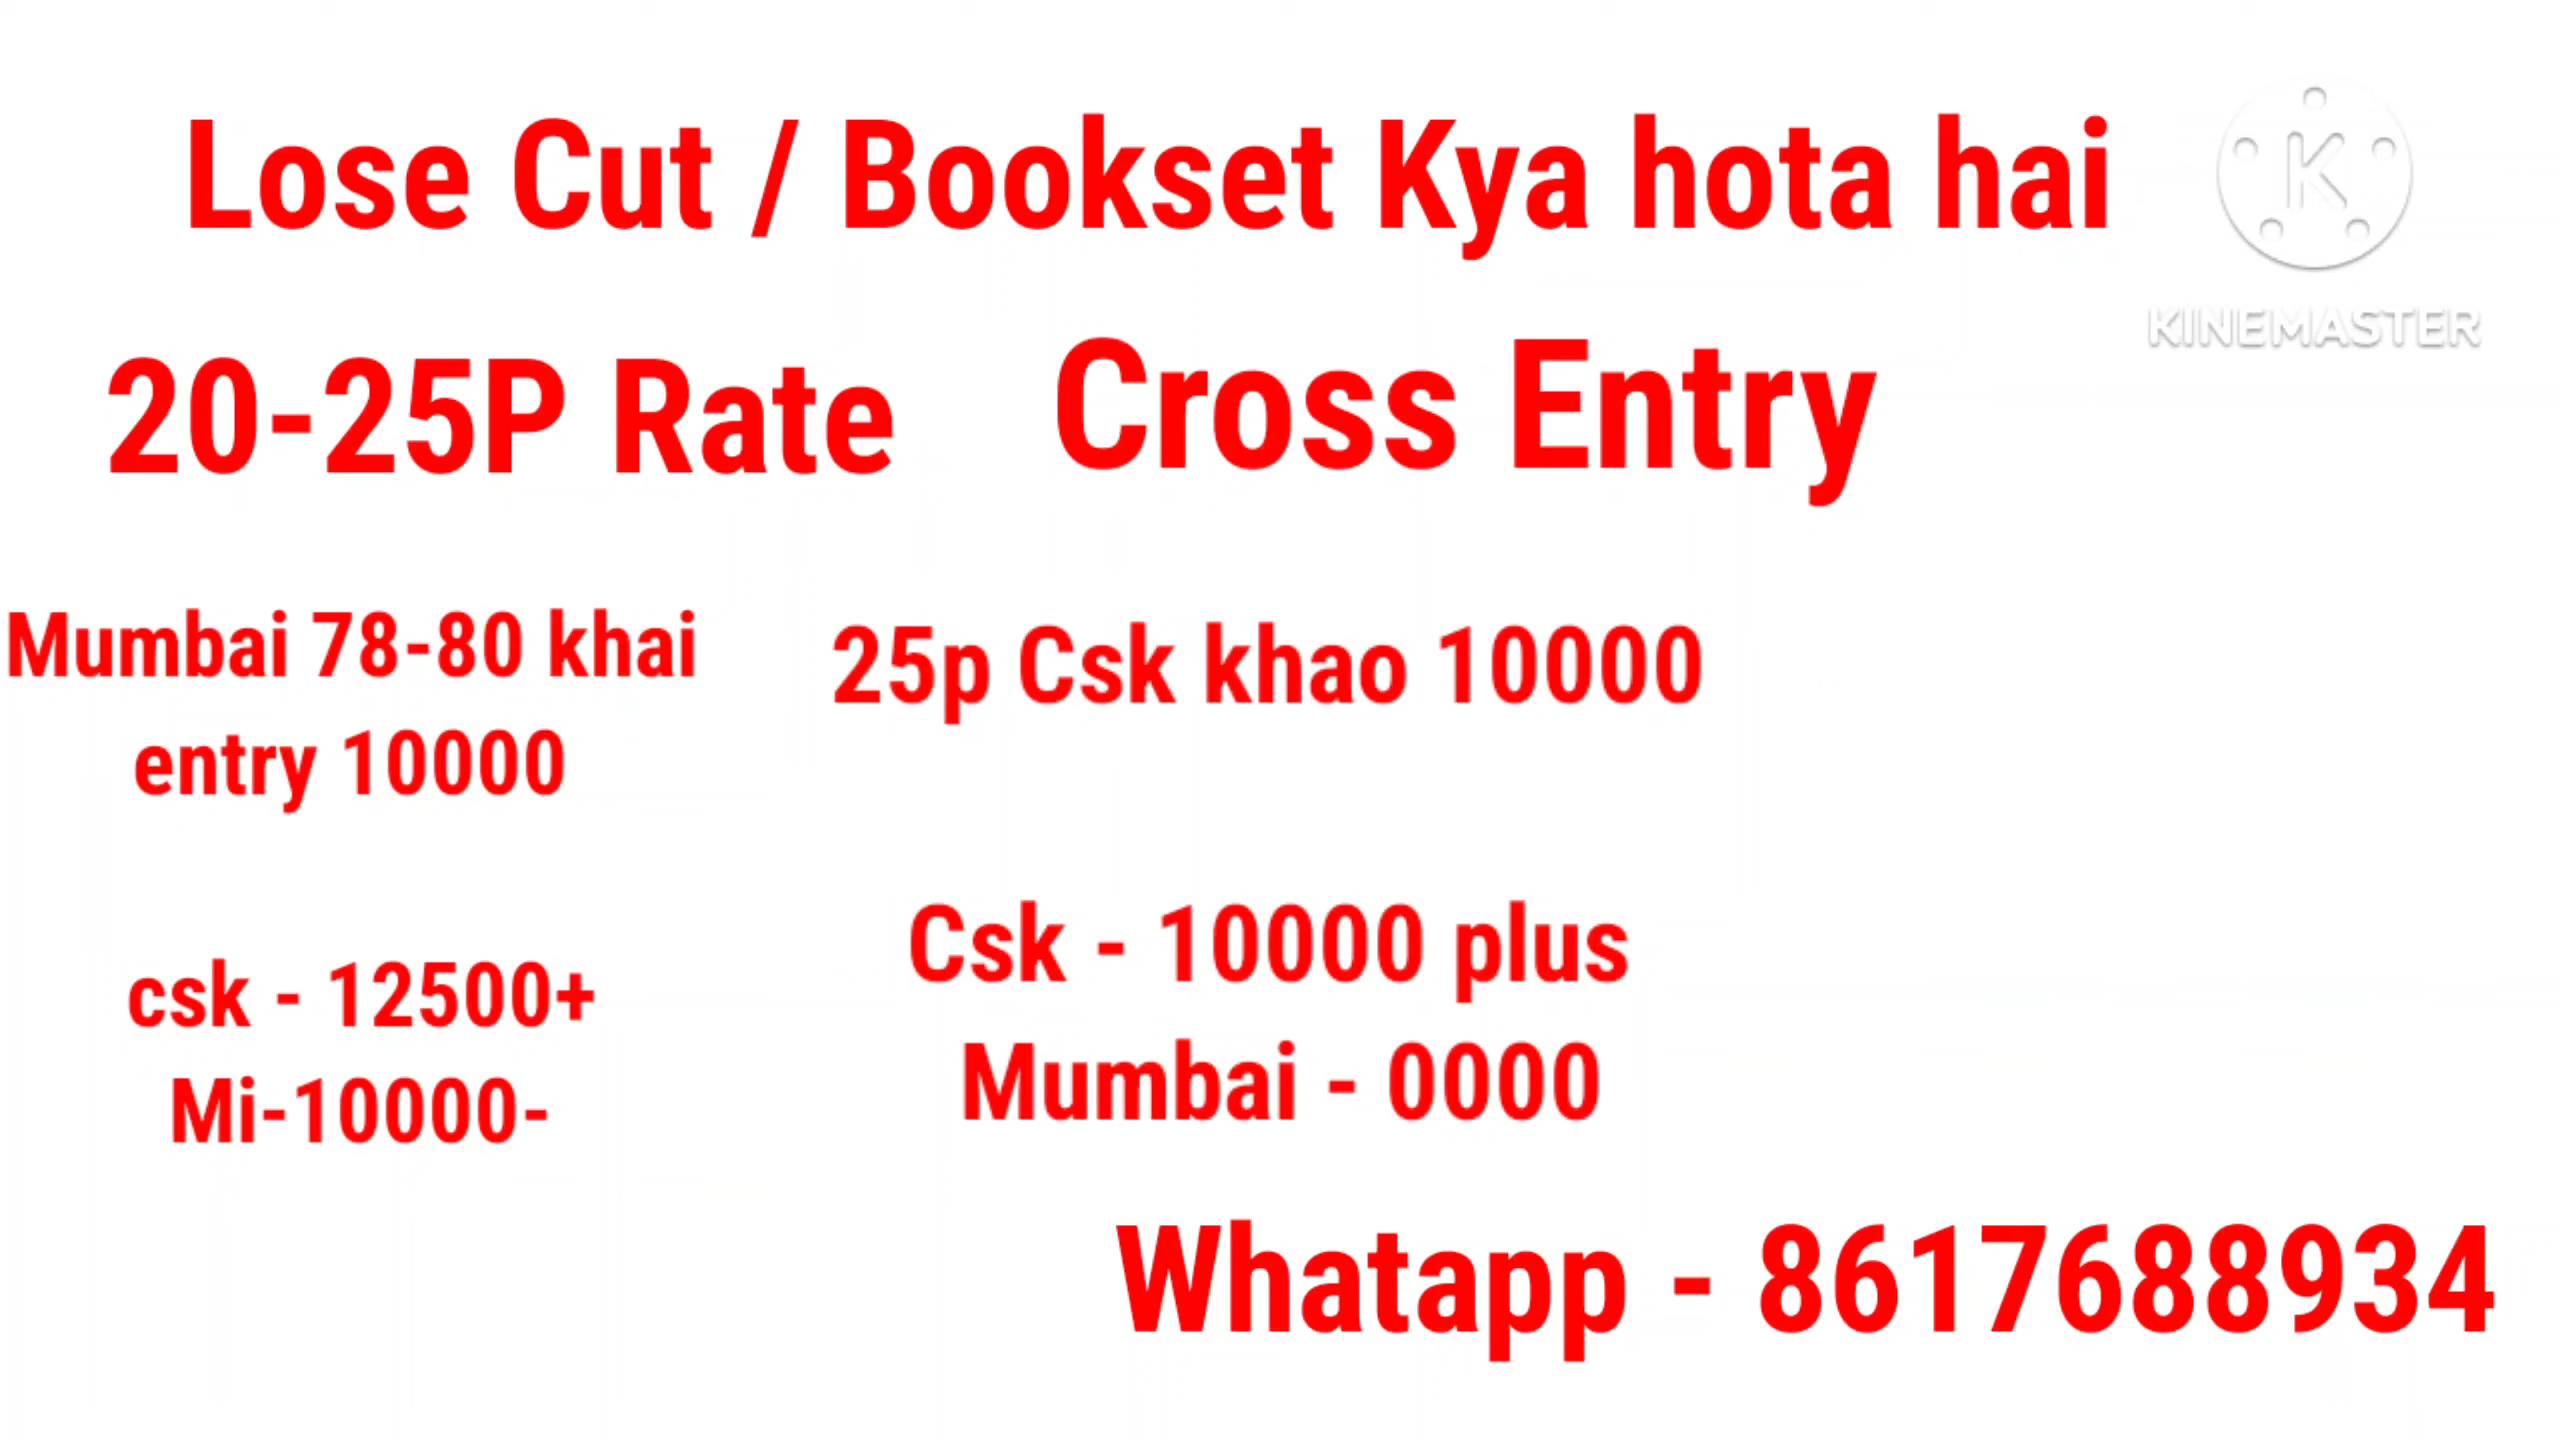 Lose Cut / Bookset Kya hota hai
KINEMASTER
20-25P Rate
Cross Entry
Mumbai 78-80 khai
entry 10000
csk - 12500+
Mi-10000-
25p Csk khao 10000
Csk - 10000 plus
Mumbai - 0000
Whatapp - 8617688934